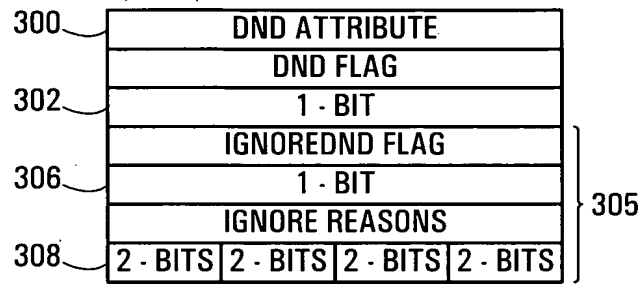 300 DND ATTRIBUTE
DND FLAG
302 1 - BIT
IGNOREDND FLAG
306 1 - BIT
305
IGNORE REASONS
308 2 - BITS 2 - BITS 2 - BITS 2 - BITS